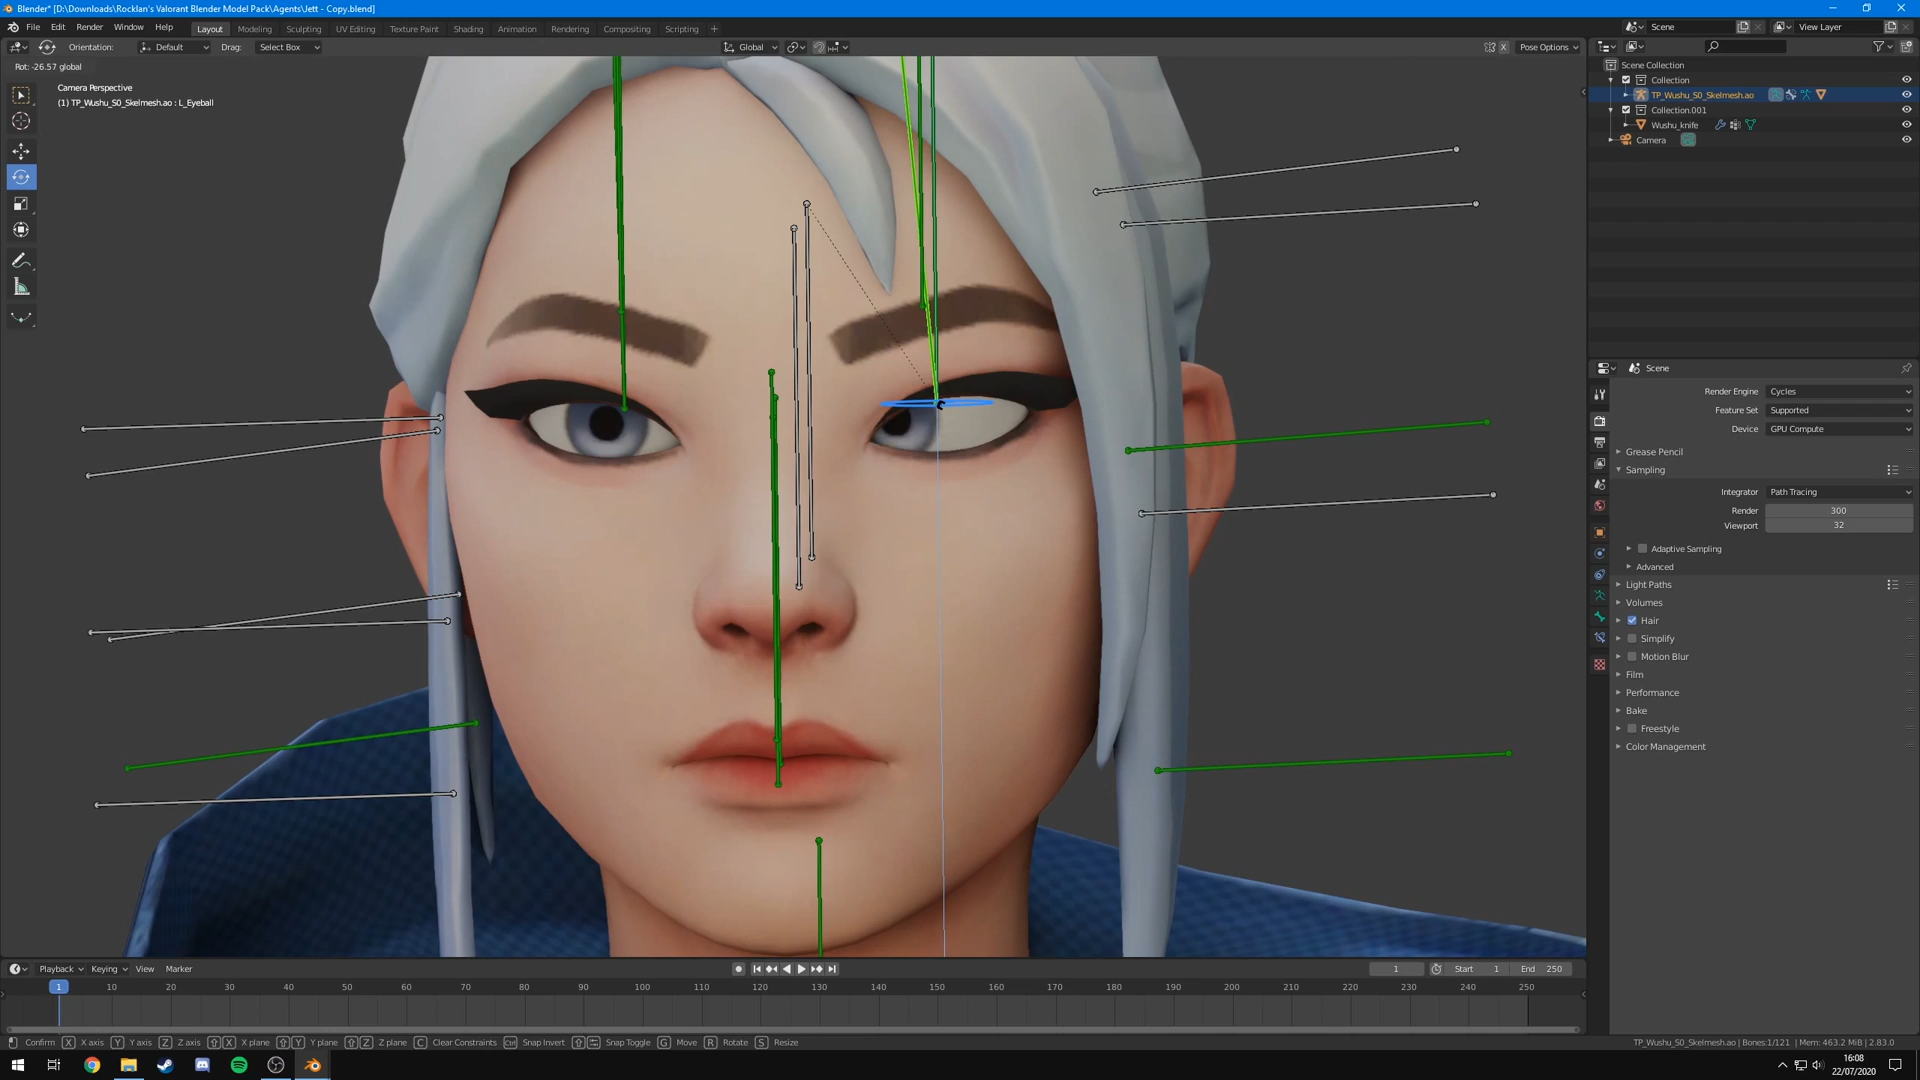 Blender* [D:\Downloads\Rocklan's Valorant Blender Model Pack\Agents\Jett - Copy.blend]
File Edit Render Window Help
Layout Modeling Sculpting UV Editing Texture Paint Shading Animation Rendering Compositing Scripting +
Scene View Layer
Orientation: Default Drag: Select Box Global X Pose Options
Rot: -26.57 global
Camera Perspective
(1) TP_Wushu_S0_Skelmesh.ao : L_Eyeball
Scene Collection
Collection
TP_Wushu_S0_Skelmesh.ao
Collection.001
Wushu_knife
Camera
Scene
Render Engine Cycles
Feature Set Supported
Device GPU Compute
Grease Pencil
Sampling
Integrator Path Tracing
Render 300
Viewport 32
Adaptive Sampling
Advanced
Light Paths
Volumes
Hair
Simplify
Motion Blur
Film
Performance
Bake
Freestyle
Color Management
Playback Keying View Marker
1 Start 1 End 250
1 10 20 30 40 50 60 70 80 90 100 110 120 130 140 150 160 170 180 190 200 210 220 230 240 250
Confirm X X axis Y Y axis Z Z axis X X plane Y Y plane Z Z plane C Clear Constraints Ctrl Snap Invert Snap Toggle G Move R Rotate S Resize
TP_Wushu_S0_Skelmesh.ao | Bones:1/121 | Mem: 463.2 MiB | 2.83.0
16:08
22/07/2020